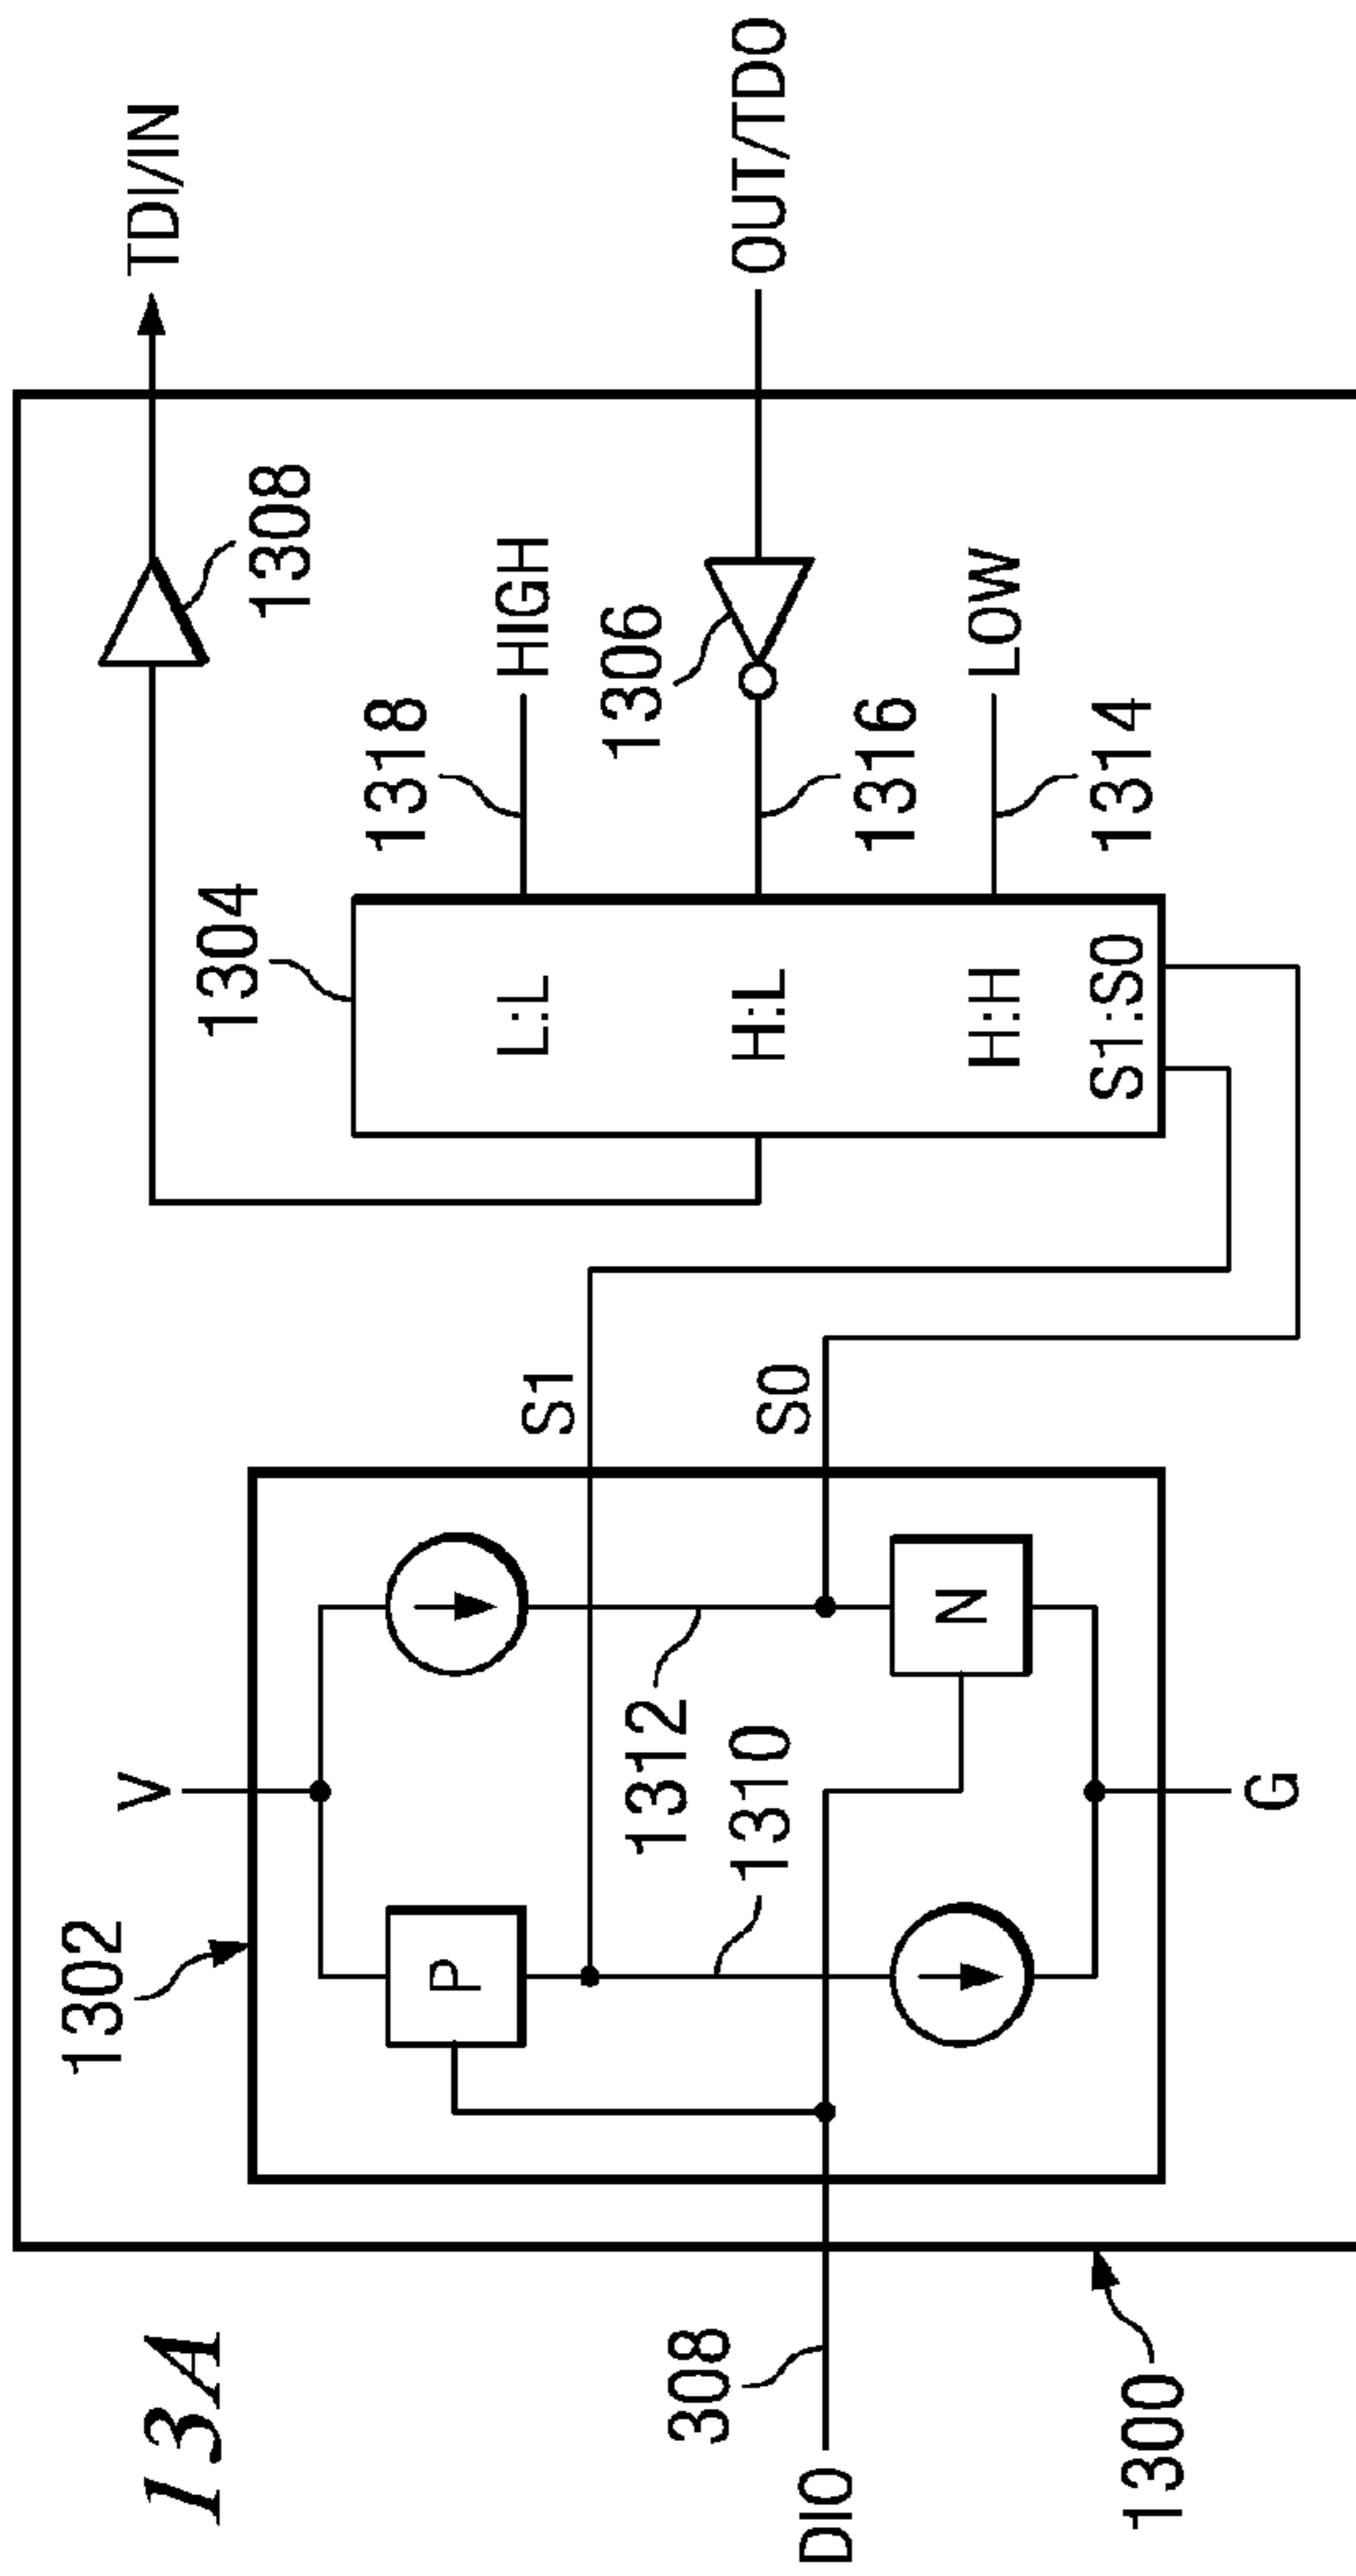 13A
1302
V
1304
1308
TDI/IN
P
S1
L:L
1318
HIGH
1312
1310
S0
H:L
1306
1316
OUT/TDO
308
DIO
N
H:H
LOW
1314
S1:S0
G
1300